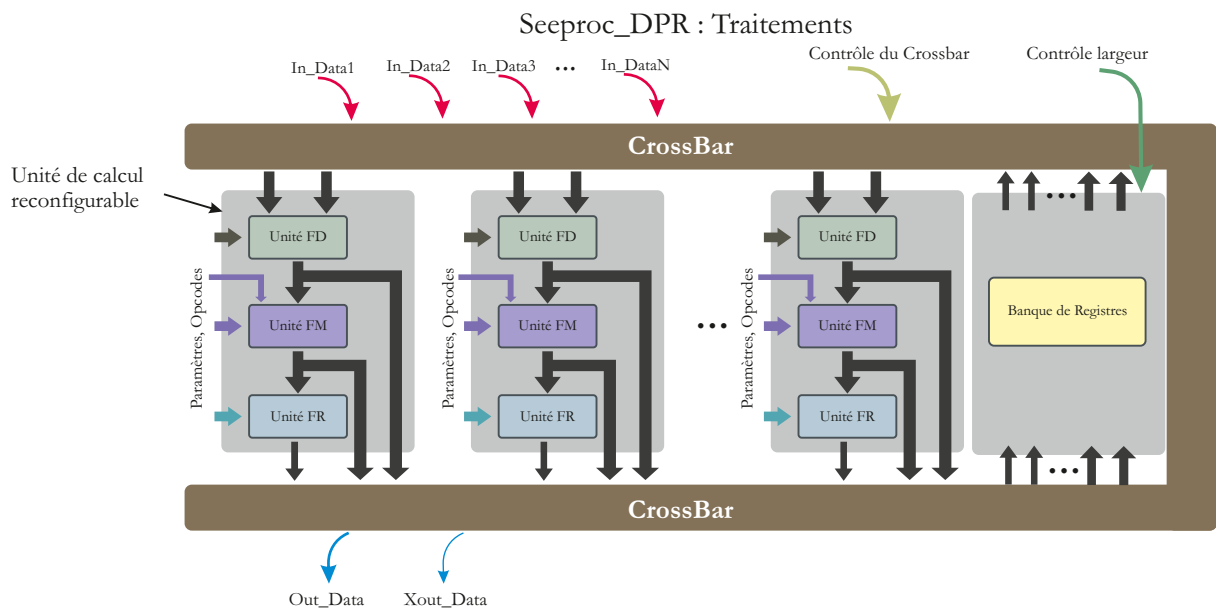 Seeproc_DPR : Traitements
In_Data1
In_Data2
In_Data3
...
In_DataN
Contrôle du Crossbar
Contrôle largeur
CrossBar
Unité de calcul
reconfigurable
Unité FD
Unité FD
Unité FD
...
Paramètres, Opcodes
Unité FM
Paramètres, Opcodes
Unité FM
...
Paramètres, Opcodes
Unité FM
Banque de Registres
Unité FR
Unité FR
Unité FR
...
CrossBar
Out_Data
Xout_Data